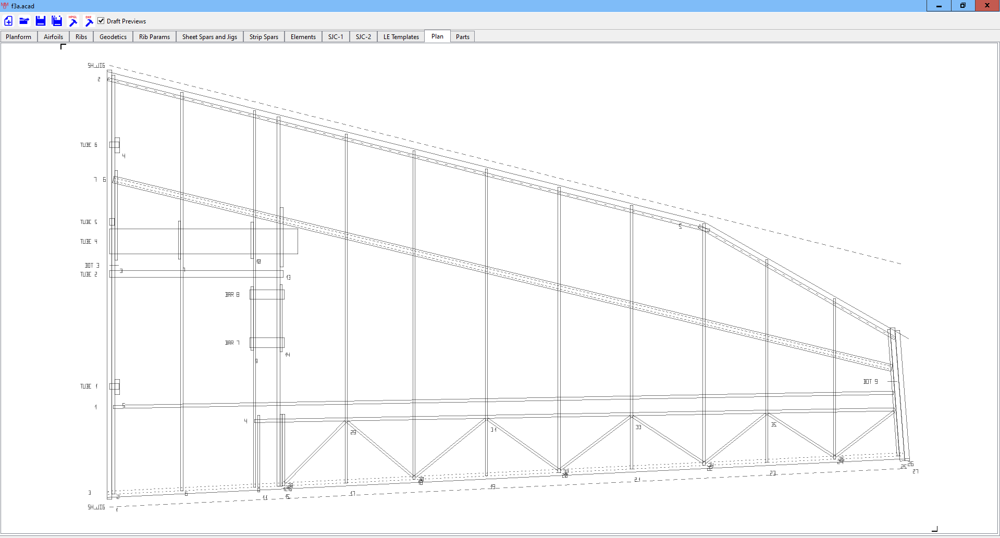 f3a.acad
HPGL
DXF
Draft Previews
Planform Airfoils Ribs Geodetics Rib Params Sheet Spars and Jigs Strip Spars Elements SJC-1 SJC-2 LE Templates Plan Parts
SH_JIG
2
TUBE 6
4
7 6
TUBE 5
5
TUBE 4
10
DOT 3
3
1
TUBE 2
13
BAR 8
BAR 7
14
9
DOT 9
TUBE 1
1
5
4
29
31
33
35
26
25
27
23
21
19
17
3
2
6
8
11
15
SH_JIG
1